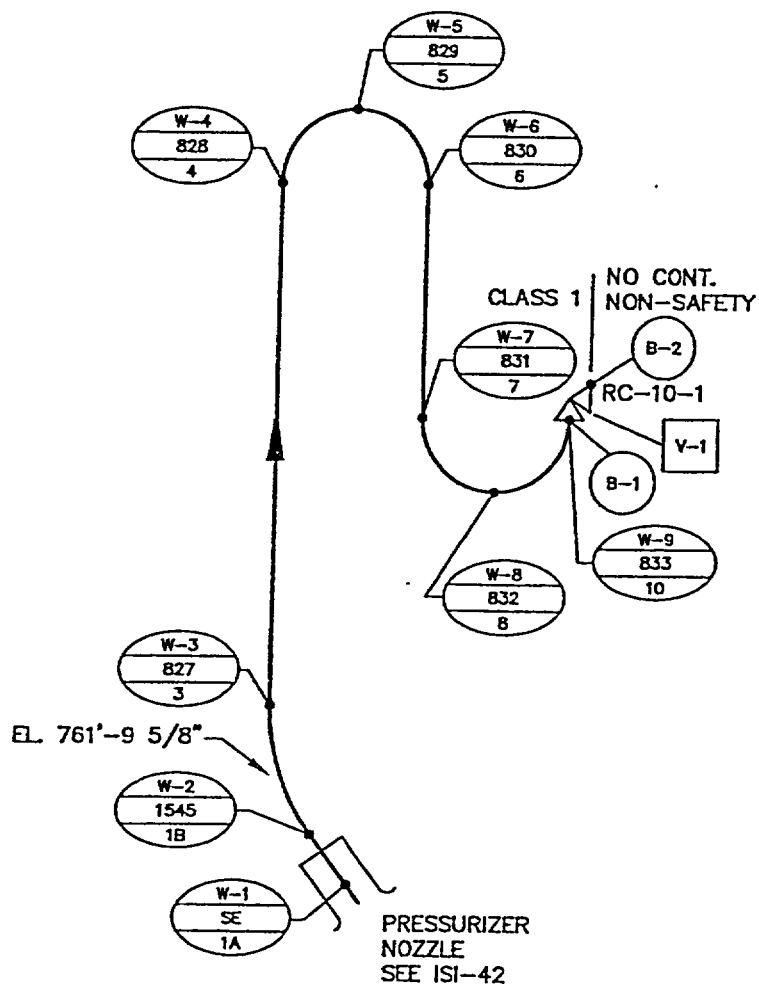 W-5
829
5
W-4
828
4
W-6
830
6
CLASS 1
NO CONT.
NON-SAFETY
W-7
831
7
B-2
RC-10-1
V-1
B-1
W-9
833
10
W-8
832
8
W-3
827
3
EL. 761'-9 5/8"
W-2
1545
1B
W-1
SE
1A
PRESSURIZER
NOZZLE
SEE ISI-42